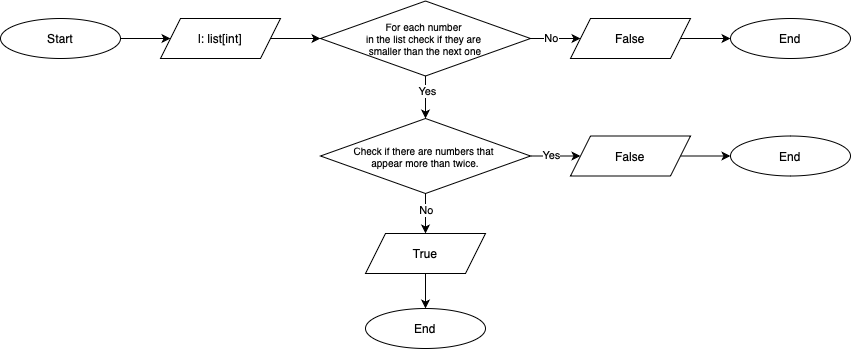 Start
l: list[int]
For each number
in the list check if they are
smaller than the next one
No
False
End
Yes
Check if there are numbers that
appear more than twice.
Yes
False
End
No
True
End